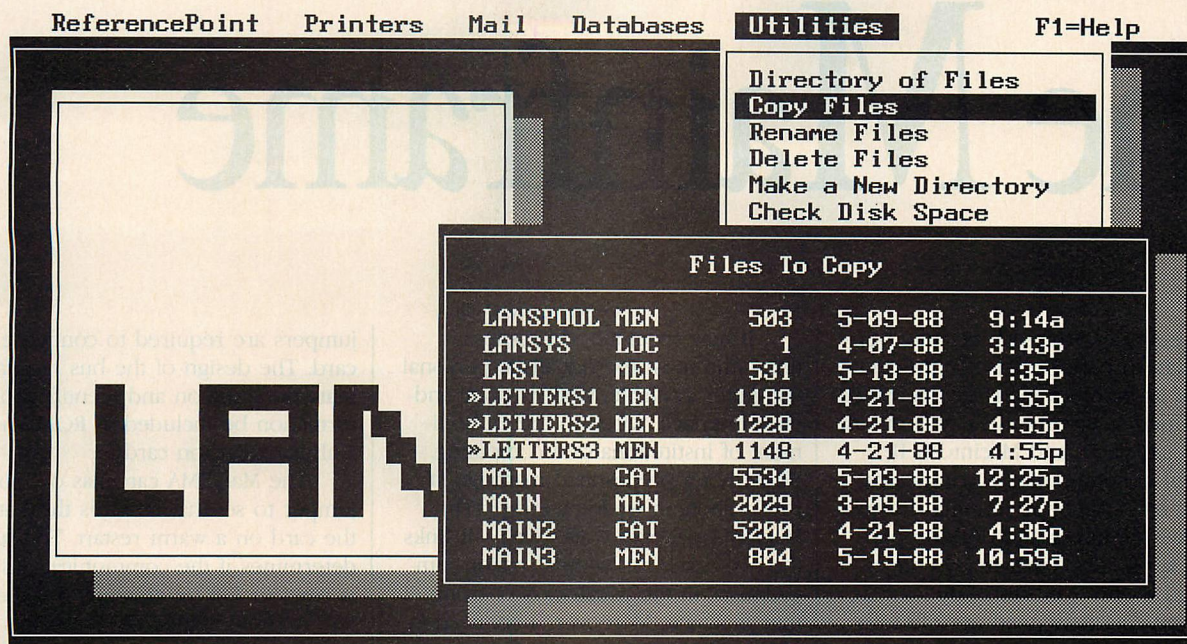 ReferencePoint Printers Mail Databases Utilities F1=Help
Directory of Files
Copy Files
Rename Files
Delete Files
Make a New Directory
Check Disk Space
LAN
Files To Copy
LANSPOOL MEN 503 5-09-88 9:14a
LANSYS LOC 1 4-07-88 3:43p
LAST MEN 531 5-13-88 4:35p
»LETTERS1 MEN 1188 4-21-88 4:55p
»LETTERS2 MEN 1228 4-21-88 4:55p
»LETTERS3 MEN 1148 4-21-88 4:55p
MAIN CAT 5534 5-03-88 12:25p
MAIN MEN 2029 3-09-88 7:27p
MAIN2 CAT 5200 4-21-88 4:36p
MAIN3 MEN 804 5-19-88 10:59a